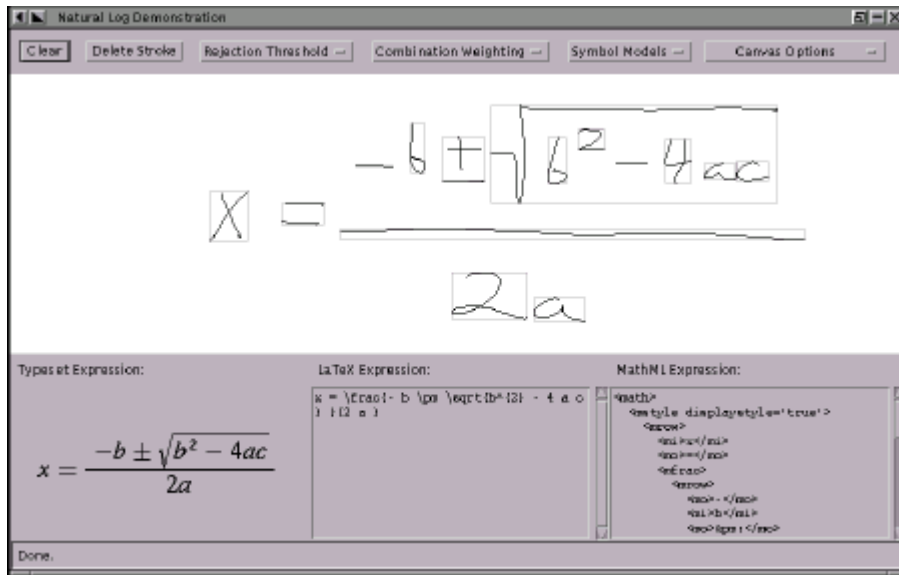 Natural Log Demonstration
Clear Delete Stroke Rejection Threshold Combination Weighting Symbol Models Canvas Options
x = (-b ± √(b² - 4ac)) / 2a
Typeset Expression: LaTeX Expression: MathML Expression:
x = (-b ± √(b² - 4ac)) / 2a
x = \frac{- b \pm \sqrt{b^{2} - 4 a c
} }{2 a }
<math>
<mstyle displaystyle='true'>
<mrow>
<mi>x</mi>
<mo>=</mo>
<mfrac>
<mrow>
<mo>-</mo>
<mi>b</mi>
<mo>&pm;</mo>
Done.